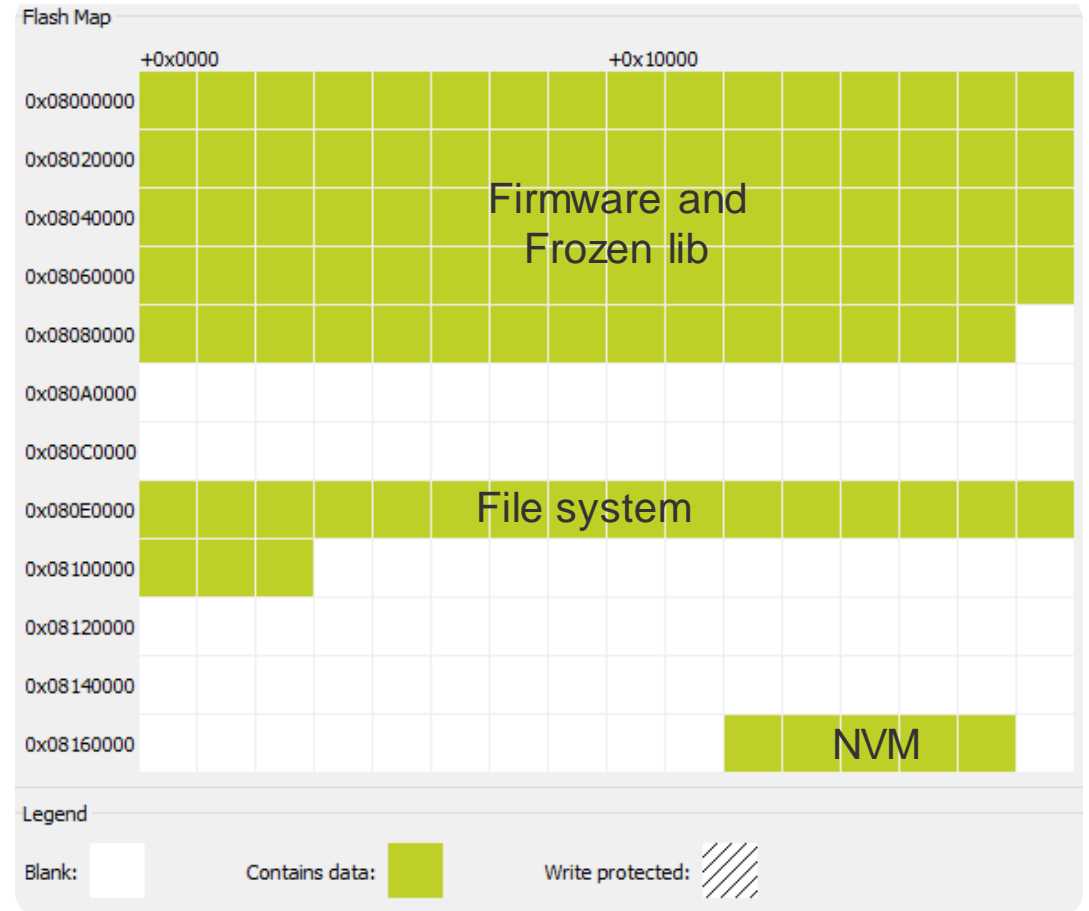 Flash Map
+0x0000 +0x10000
0x08000000
0x08020000
0x08040000
Firmware and
Frozen lib
0x08060000
0x08080000
0x080A0000
0x080C0000
0x080E0000 File system
0x08100000
0x08120000
0x08140000
0x08160000 NVM
Legend
Blank: Contains data: Write protected: